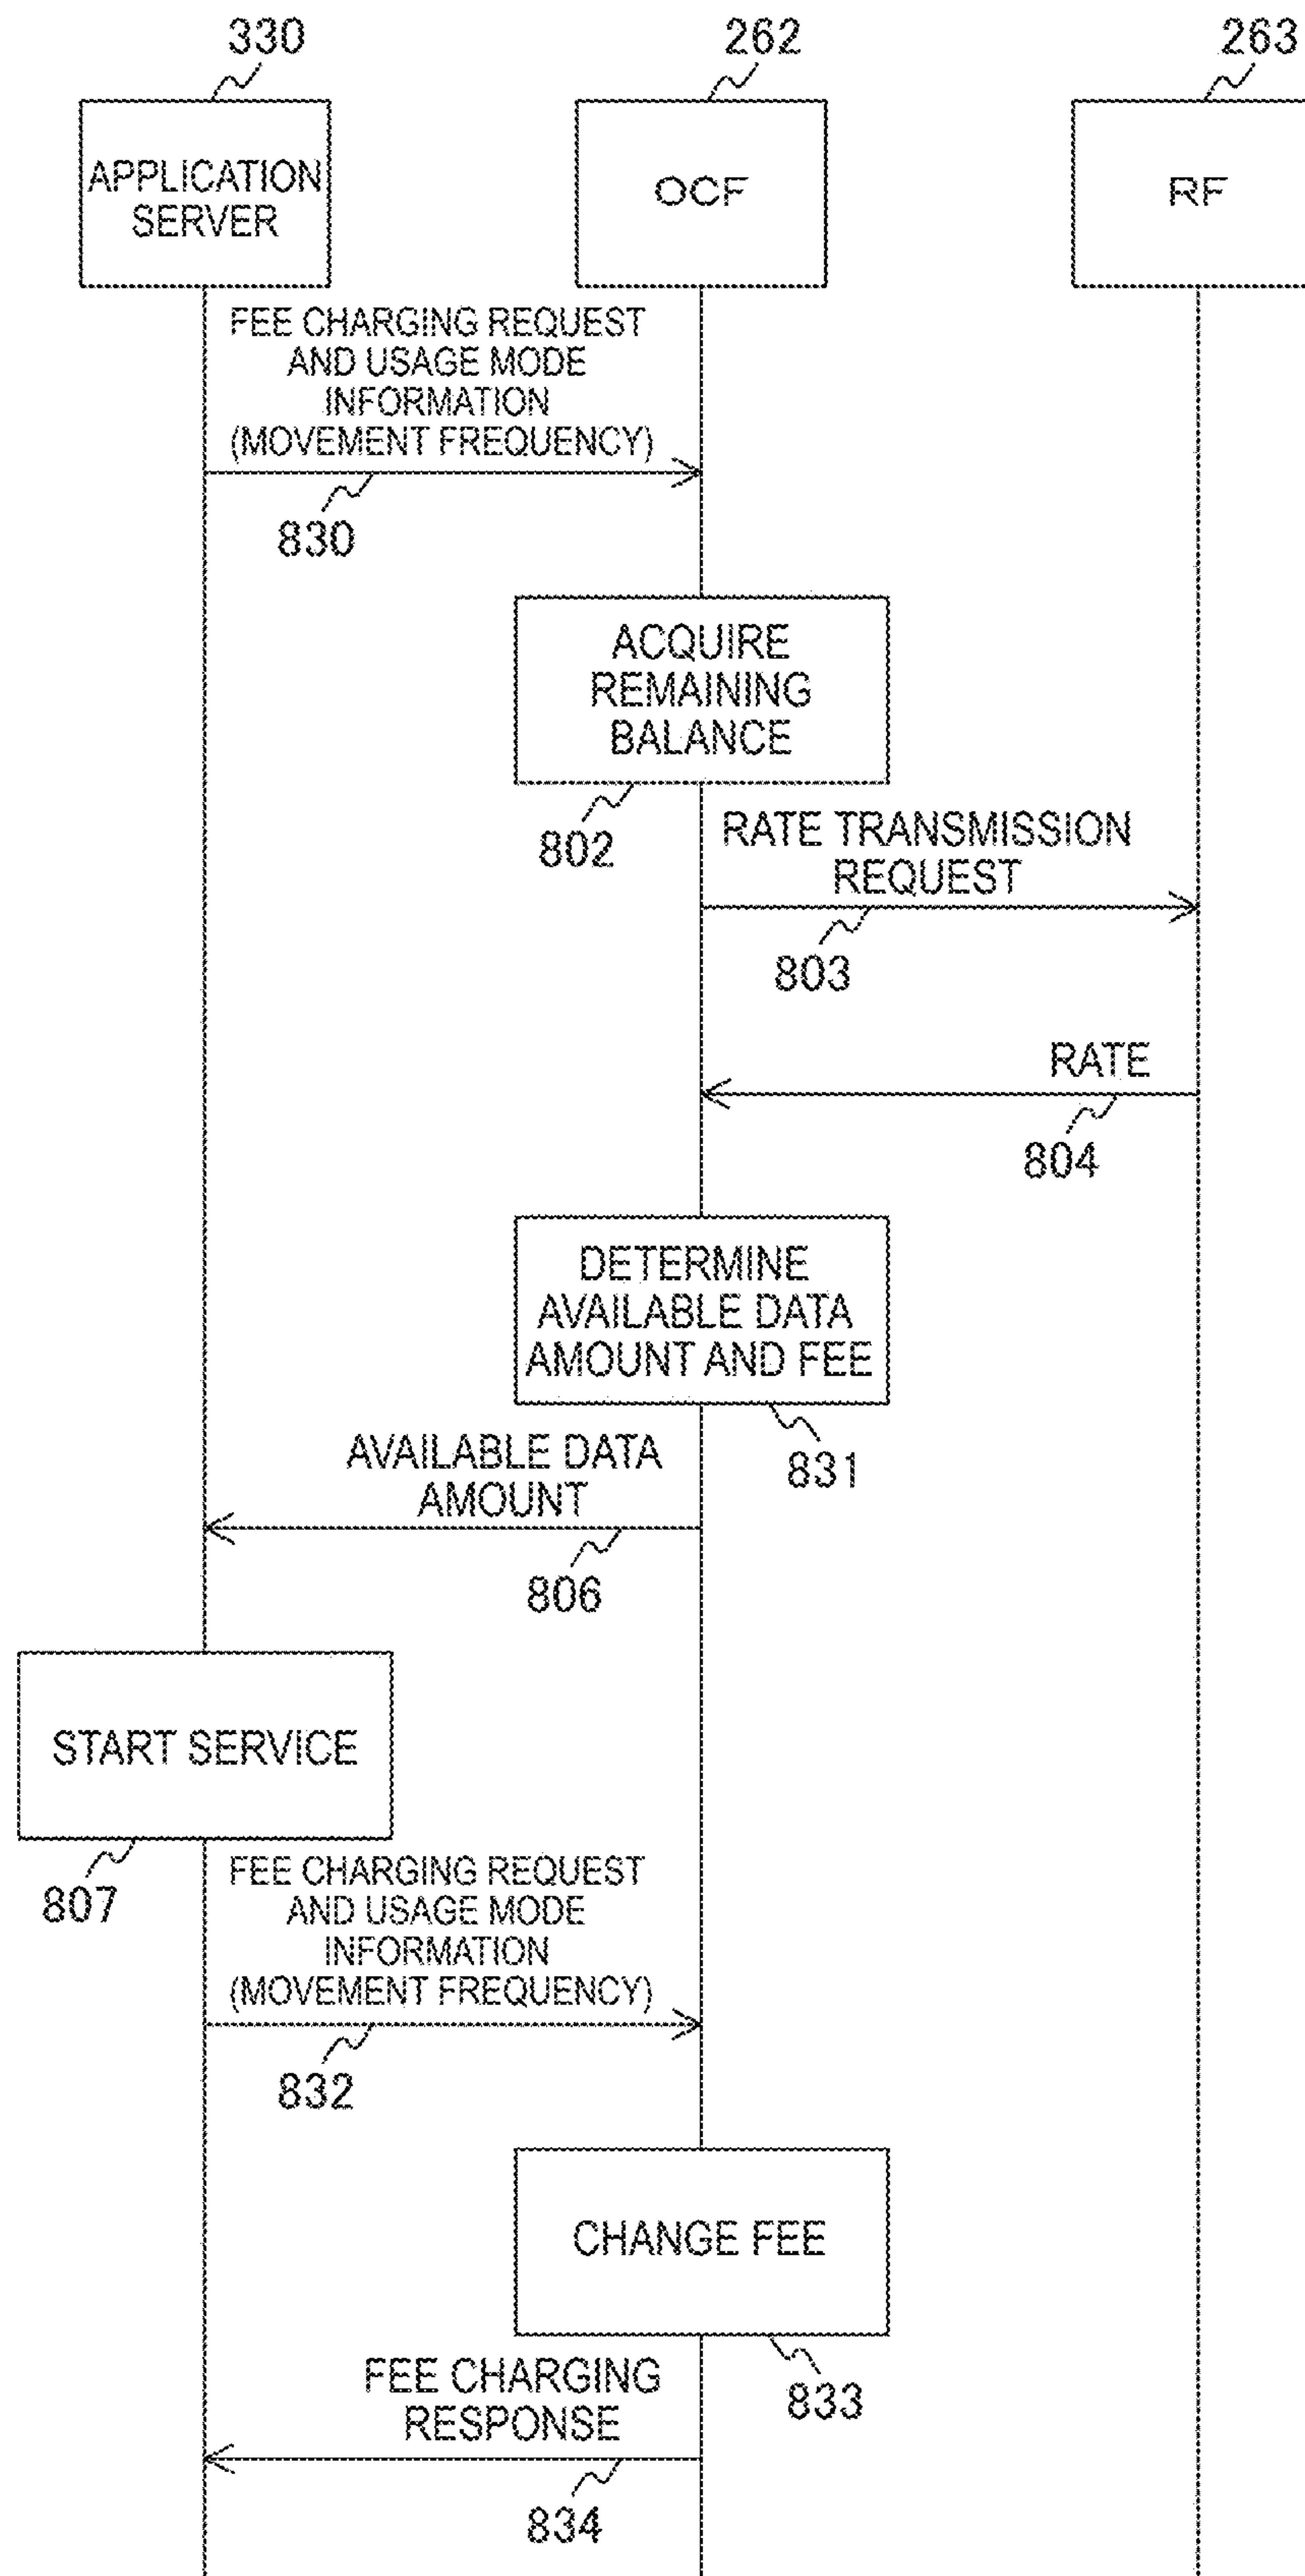 330
262
263
APPLICATION
SERVER
OCF
RF
FEE CHARGING REQUEST
AND USAGE MODE
INFORMATION
(MOVEMENT FREQUENCY)
830
ACQUIRE
REMAINING
BALANCE
802
RATE TRANSMISSION
REQUEST
803
RATE
804
DETERMINE
AVAILABLE DATA
AMOUNT AND FEE
831
AVAILABLE DATA
AMOUNT
806
START SERVICE
807
FEE CHARGING REQUEST
AND USAGE MODE
INFORMATION
(MOVEMENT FREQUENCY)
832
CHANGE FEE
833
FEE CHARGING
RESPONSE
834